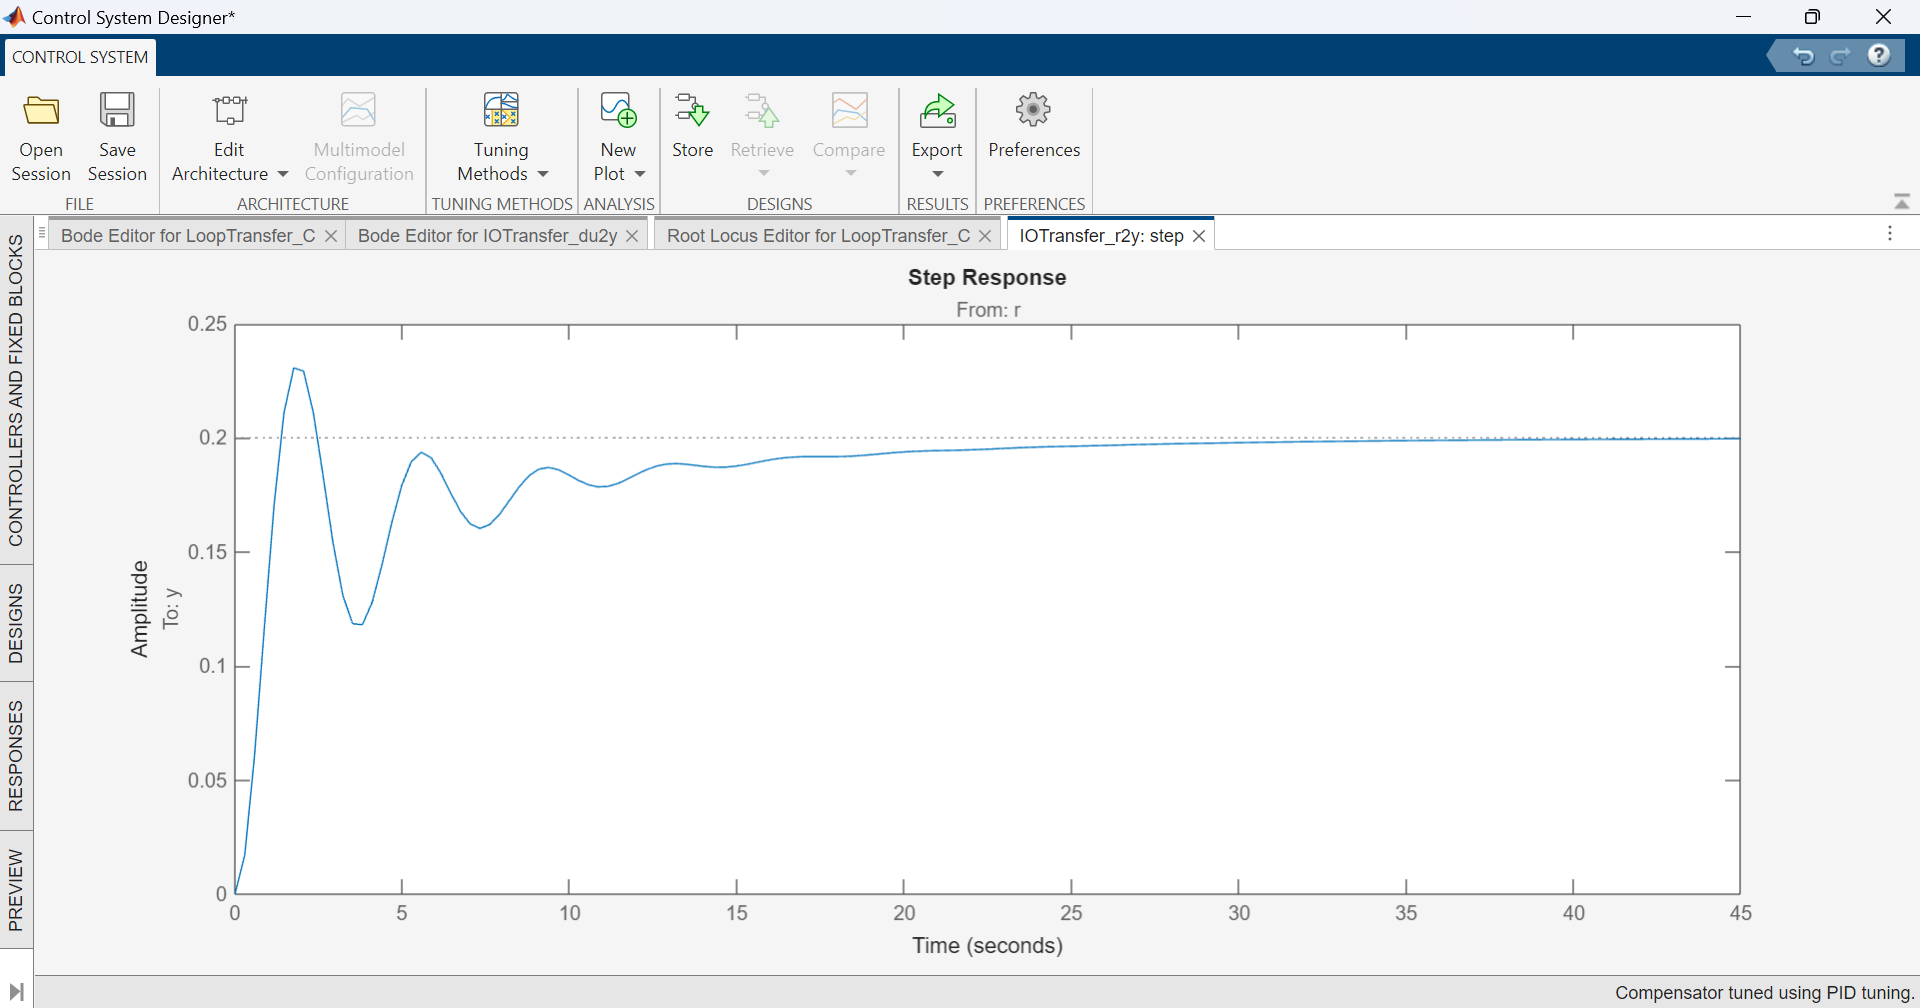 Control System Designer*
CONTROL SYSTEM
Open
Session
Save
Session
FILE
Edit
Architecture
Multimodel
Configuration
ARCHITECTURE
Tuning
Methods
TUNING METHODS
New
Plot
ANALYSIS
Store
Retrieve
Compare
DESIGNS
Export
RESULTS
Preferences
PREFERENCES
CONTROLLERS AND FIXED BLOCKS
DESIGNS
RESPONSES
PREVIEW
Bode Editor for LoopTransfer_C
Bode Editor for IOTransfer_du2y
Root Locus Editor for LoopTransfer_C
IOTransfer_r2y: step
Step Response
From: r
Amplitude
To: y
0.25
0.2
0.15
0.1
0.05
0
0 5 10 15 20 25 30 35 40 45
Time (seconds)
Compensator tuned using PID tuning.